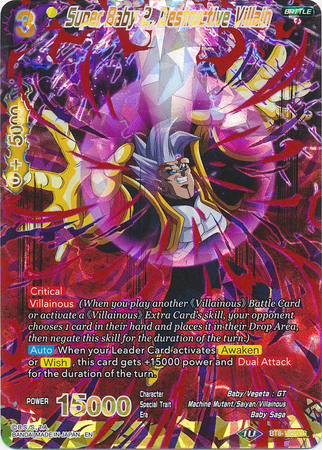 3
Super Baby 2, Destructive Villain
BATTLE
5000
Critical
Villainous (When you play another 《Villainous》 Battle Card
or activate a 《Villainous》 Extra Card's skill, your opponent
chooses 1 card in their hand and places it in their Drop Area,
then negate this skill for the duration of the turn.)
Auto When your Leader Card activates Awaken
or Wish , this card gets +15000 power and Dual Attack
for the duration of the turn.
POWER 15000
Character Baby/Vegeta : GT
Special Trait Machine Mutant/Saiyan/Villainous
Era Baby Saga
BANDAI MADE IN JAPAN EN